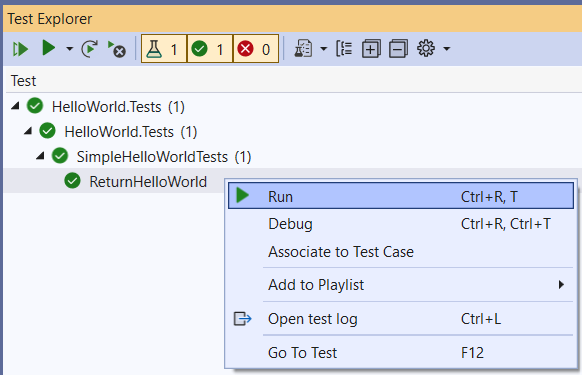 Test Explorer
1 1 0
Test
HelloWorld.Tests (1)
HelloWorld.Tests (1)
SimpleHelloWorldTests (1)
ReturnHelloWorld
Run Ctrl+R, T
Debug Ctrl+R, Ctrl+T
Associate to Test Case
Add to Playlist
Open test log Ctrl+L
Go To Test F12